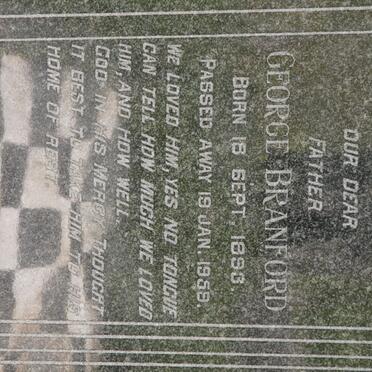 OUR DEAR
FATHER
GEORGE BRANFORD
BORN 18 SEPT., 1893
PASSED AWAY 19 JAN. 1959.
WE LOVED HIM, YES NO TONGUE
CAN TELL HOW MUCH WE LOVED
HIM, AND HOW WELL.
GOD IN HIS MERCY THOUGHT
IT BEST TO TAKE HIM TO HIS
HOME OF REST.